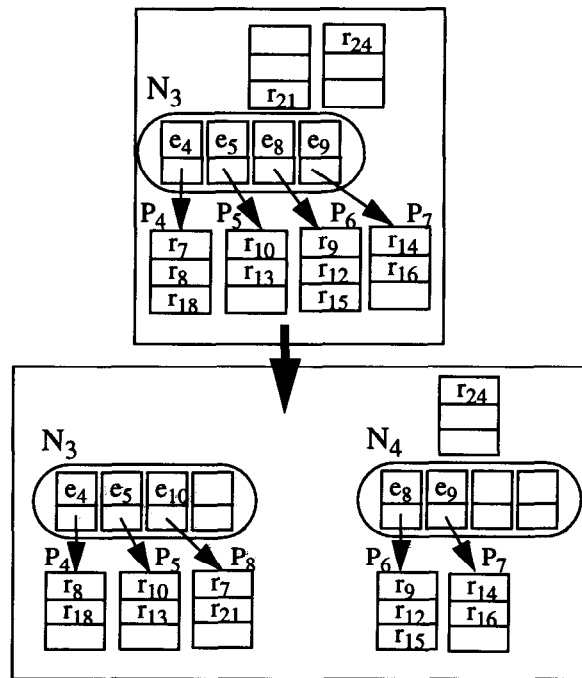 r24
r21
N3
e4 e5 e8 e9
P4 P5 P6 P7
r7 r10 r9 r14
r8 r13 r12 r16
r18 r15
r24
N3 N4
e4 e5 e10 e8 e9
P4 P5 P8 P6 P7
r8 r10 r7 r9 r14
r18 r13 r21 r12 r16
r15